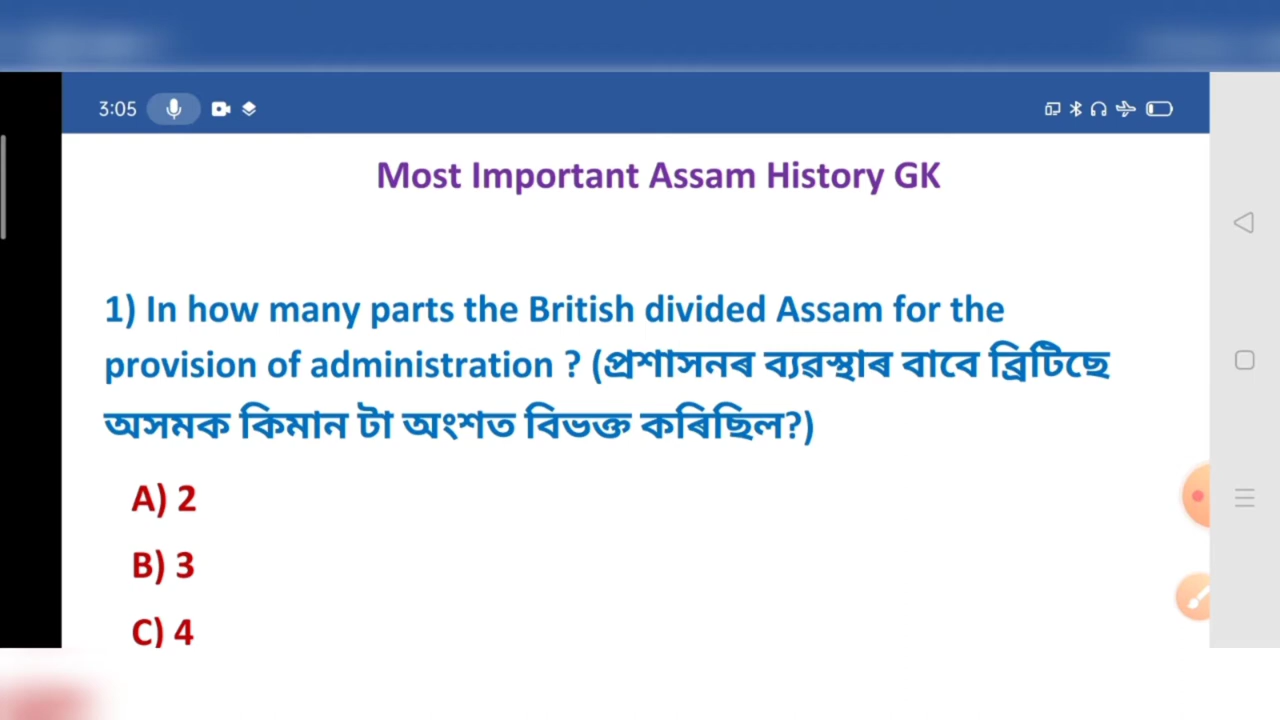 3:05
Most Important Assam History GK
1) In how many parts the British divided Assam for the
provision of administration ? (প্ৰশাসনৰ ব্যৱস্থাৰ বাবে ব্ৰিটিছে
অসমক কিমান টা অংশত বিভক্ত কৰিছিল?)
A) 2
B) 3
C) 4